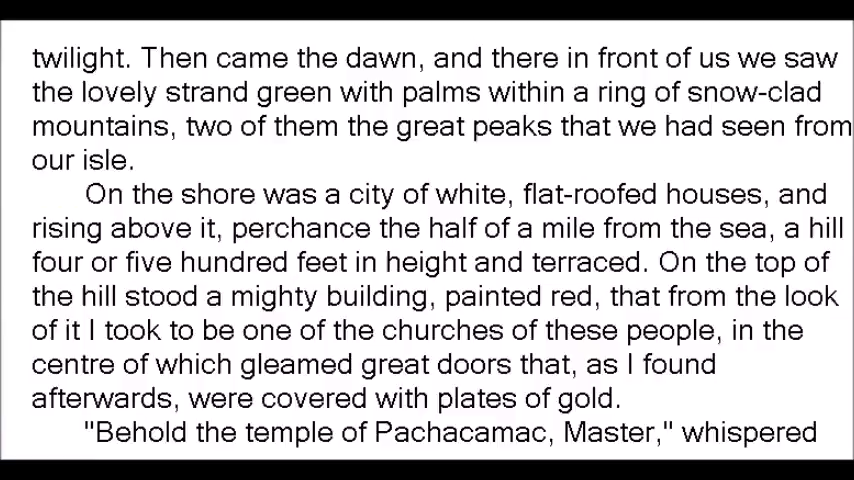 twilight. Then came the dawn, and there in front of us we saw
the lovely strand green with palms within a ring of snow-clad
mountains, two of them the great peaks that we had seen from
our isle.
On the shore was a city of white, flat-roofed houses, and
rising above it, perchance the half of a mile from the sea, a hill
four or five hundred feet in height and terraced. On the top of
the hill stood a mighty building, painted red, that from the look
of it I took to be one of the churches of these people, in the
centre of which gleamed great doors that, as I found
afterwards, were covered with plates of gold.
"Behold the temple of Pachacamac, Master," whispered